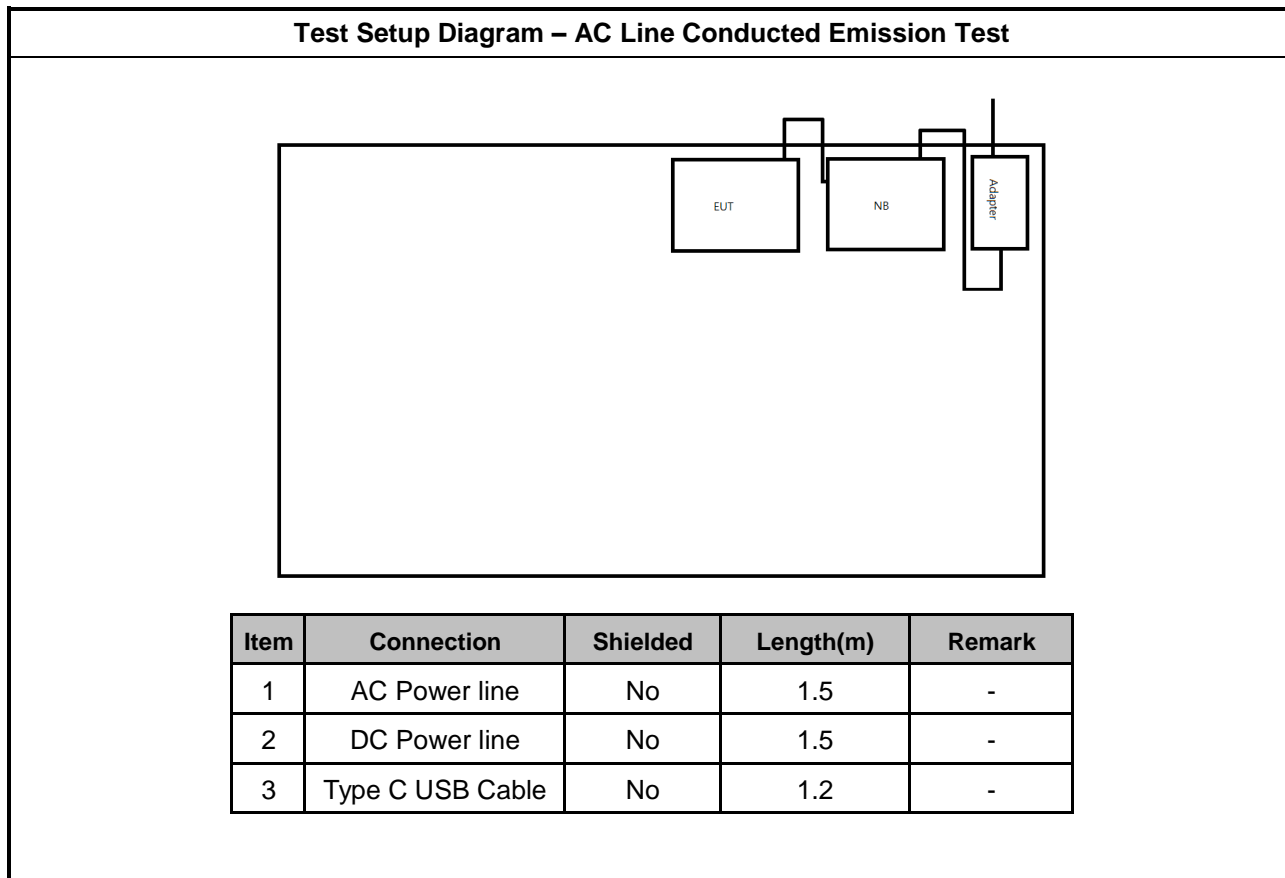 Test Setup Diagram – AC Line Conducted Emission Test
EUT
NB
Adapter
Item Connection Shielded Length(m) Remark
1 AC Power line No 1.5 -
2 DC Power line No 1.5 -
3 Type C USB Cable No 1.2 -